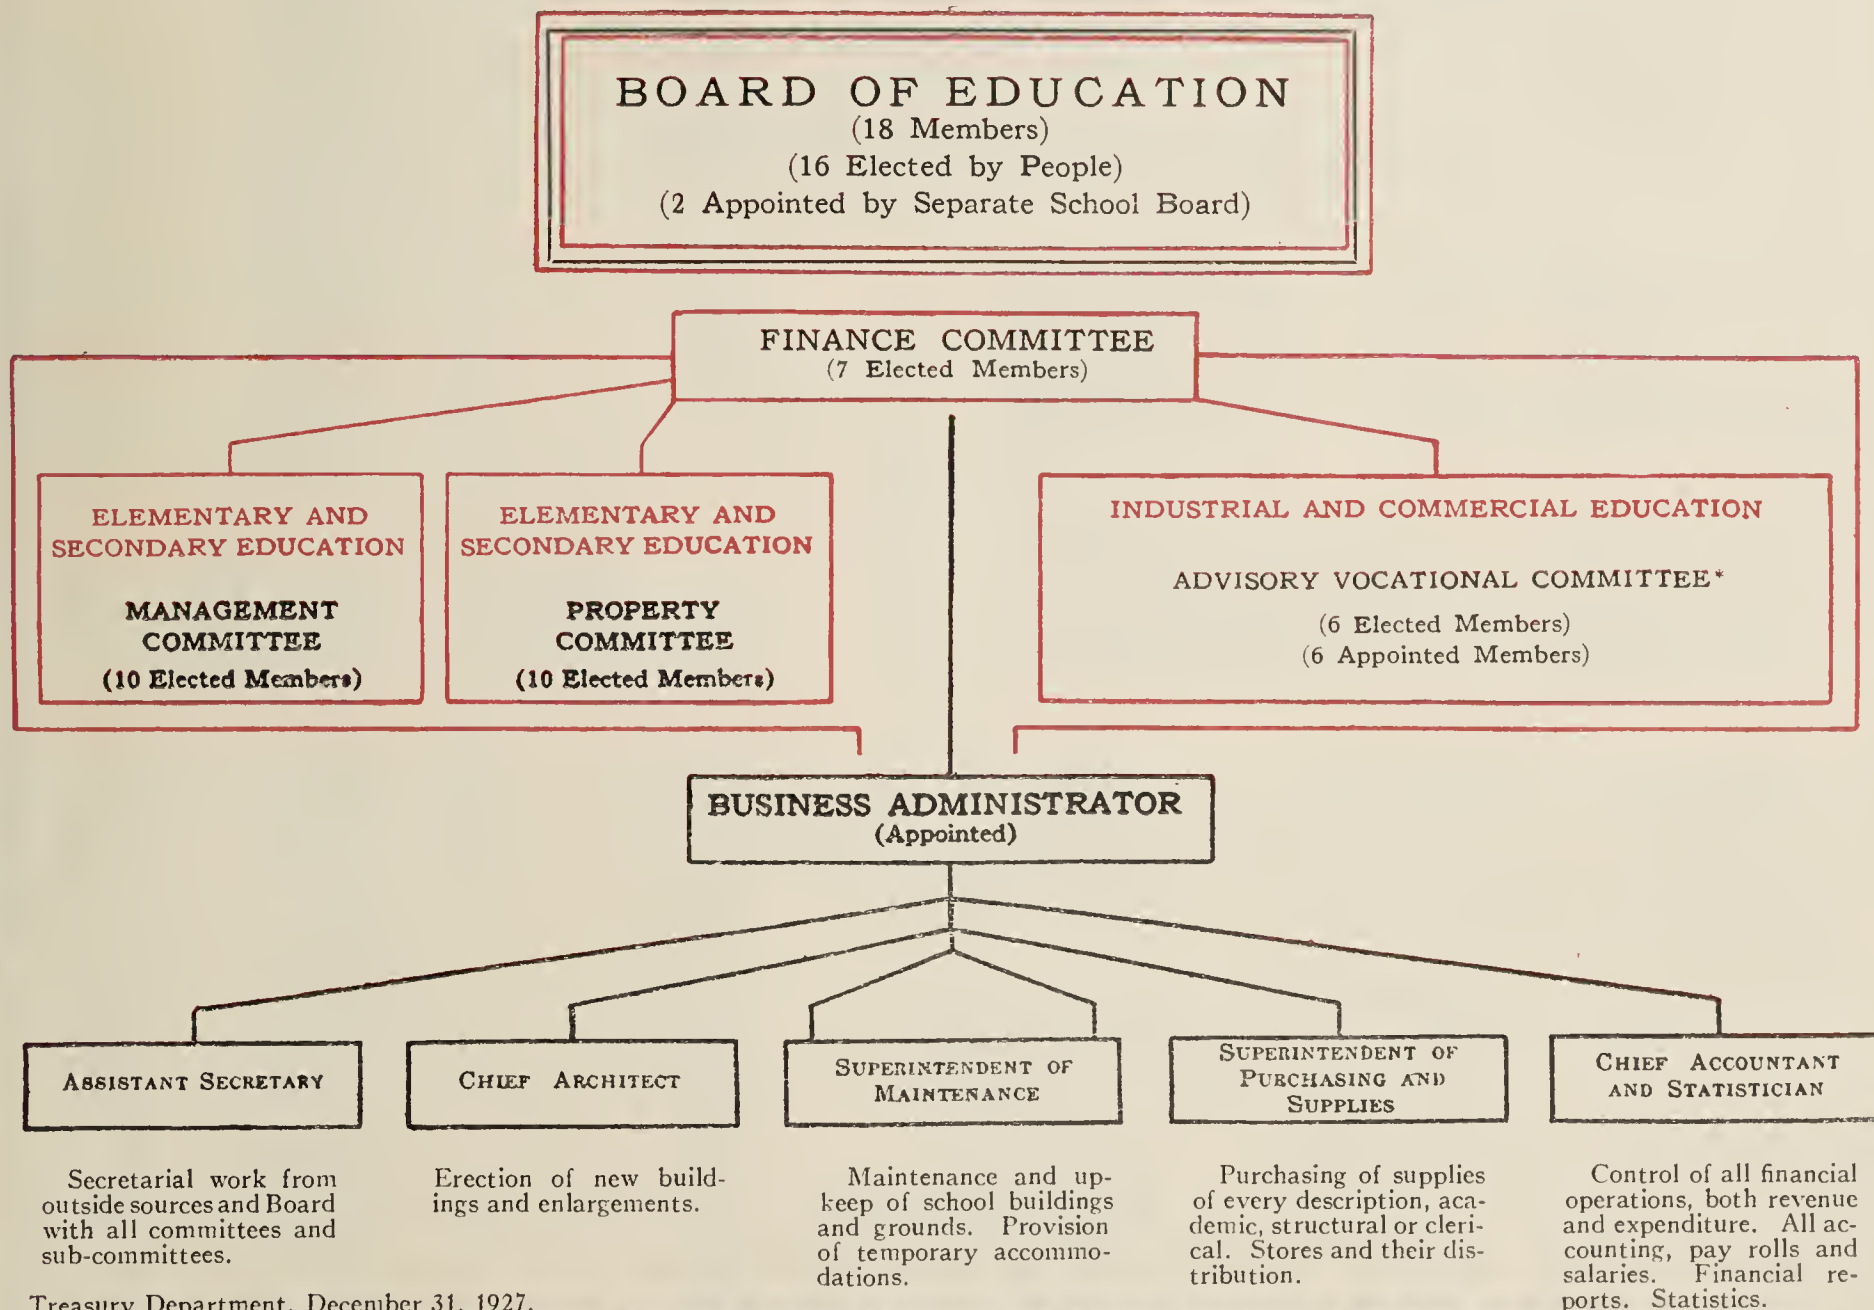 BOARD OF EDUCATION
(18 Members)
(16 Elected by People)
(2 Appointed by Separate School Board)
FINANCE COMMITTEE
(7 Elected Members)
ELEMENTARY AND
SECONDARY EDUCATION
MANAGEMENT
COMMITTEE
(10 Elected Members)
ELEMENTARY AND
SECONDARY EDUCATION
PROPERTY
COMMITTEE
(10 Elected Members)
INDUSTRIAL AND COMMERCIAL EDUCATION
ADVISORY VOCATIONAL COMMITTEE*
(6 Elected Members)
(6 Appointed Members)
BUSINESS ADMINISTRATOR
(Appointed)
ASSISTANT SECRETARY
CHIEF ARCHITECT
SUPERINTENDENT OF
MAINTENANCE
SUPERINTENDENT OF
PURCHASING AND
SUPPLIES
CHIEF ACCOUNTANT
AND STATISTICIAN
Secretarial work from
outside sources and Board
with all committees and
sub-committees.
Erection of new build-
ings and enlargements.
Maintenance and up-
keep of school buildings
and grounds. Provision
of temporary accommo-
dations.
Purchasing of supplies
of every description, aca-
demic, structural or cleri-
cal. Stores and their dis-
tribution.
Control of all financial
operations, both revenue
and expenditure. All ac-
counting, pay rolls and
salaries. Financial re-
ports. Statistics.
Treasury Department, December 31, 1927.